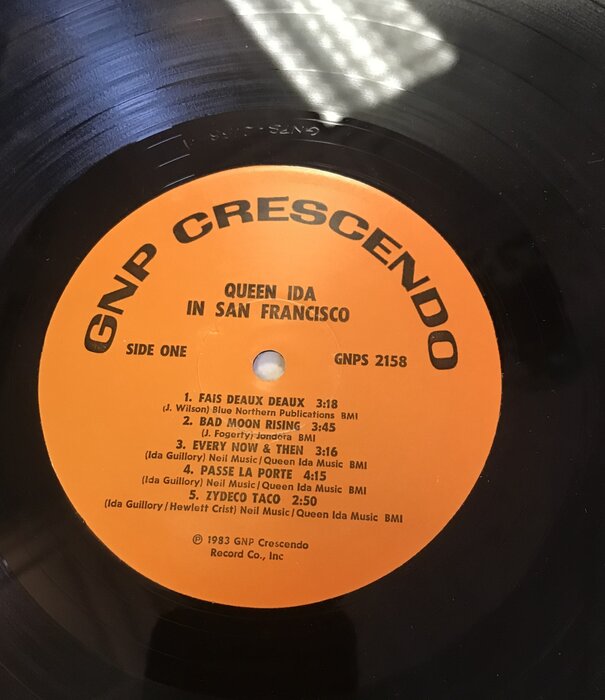 GNP CRESCENDO
QUEEN IDA
IN SAN FRANCISCO
SIDE ONE
GNPS 2158
1. FAIS DEAUX DEAUX 3:18
(J. Wilson) Blue Northern Publications BMI
2. BAD MOON RISING 3:45
(J. Fogerty) Jondora BMI
3. EVERY NOW & THEN 3:16
(Ida Guillory) Neil Music/Queen Ida Music BMI
4. PASSE LA PORTE 4:15
(Ida Guillory) Neil Music/Queen Ida Music BMI
5. ZYDECO TACO 2:50
(Ida Guillory/Hewlett Crist) Neil Music/Queen Ida Music BMI
℗ 1983 GNP Crescendo
Record Co., Inc